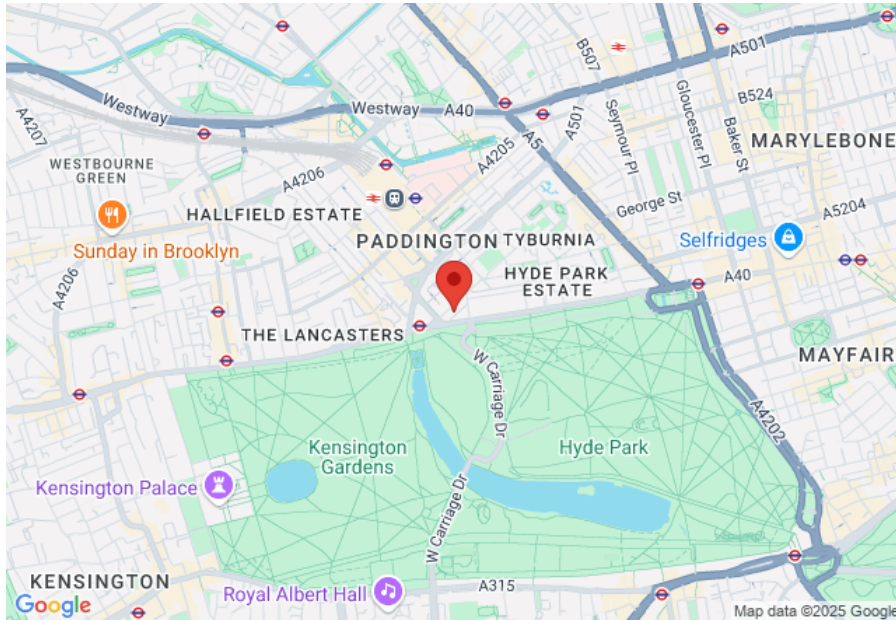 A501
B507
A501
Westway
Westway
A40
A4207
A5
Seymour Pl
Gloucester Pl
B524
Baker St
MARYLEBONE
WESTBOURNE
GREEN
A4206
A4205
George St
A5204
HALLFIELD ESTATE
Sunday in Brooklyn
PADDINGTON
TYBURNIA
Selfridges
A4206
HYDE PARK
ESTATE
A40
THE LANCASTERS
W Carriage Dr
MAYFAIR
A4202
Kensington
Gardens
Hyde Park
Kensington Palace
W Carriage Dr
KENSINGTON
Royal Albert Hall
A315
Google
Map data ©2025 Google